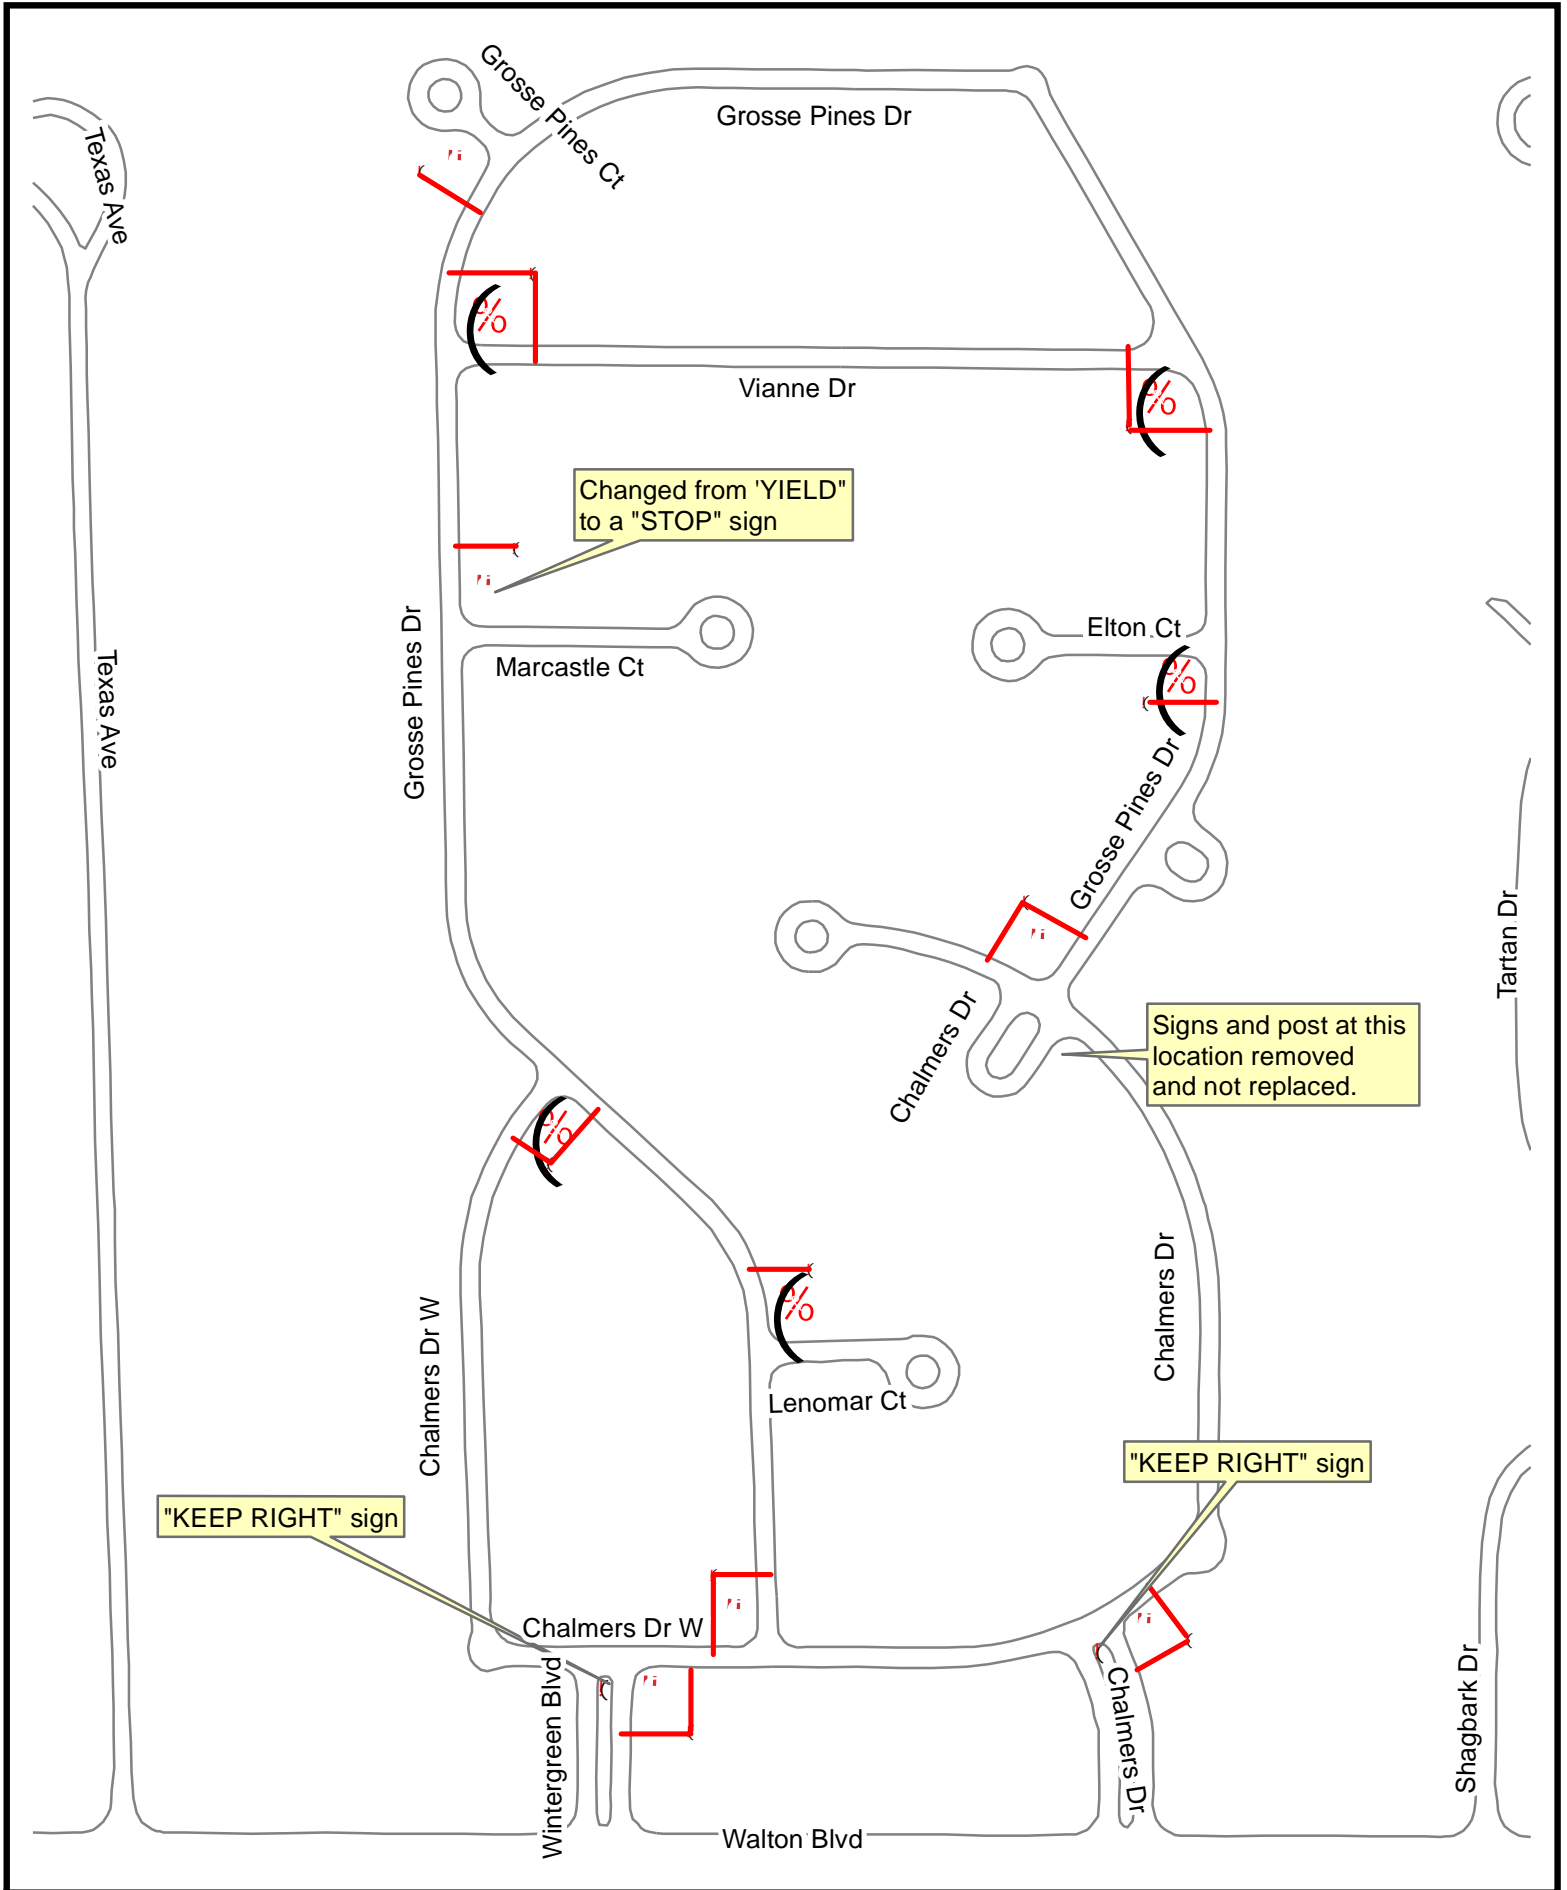 Grosse Pines Ct
Grosse Pines Dr
Texas Ave
Vianne Dr
Changed from 'YIELD"
to a "STOP" sign
Grosse Pines Dr
Marcastle Ct
Elton Ct
Texas Ave
Grosse Pines Dr
Tartan Dr
Chalmers Dr
Signs and post at this
location removed
and not replaced.
Chalmers Dr W
Chalmers Dr
Lenomar Ct
"KEEP RIGHT" sign
"KEEP RIGHT" sign
Chalmers Dr W
Wintergreen Blvd
Chalmers Dr
Shagbark Dr
Walton Blvd